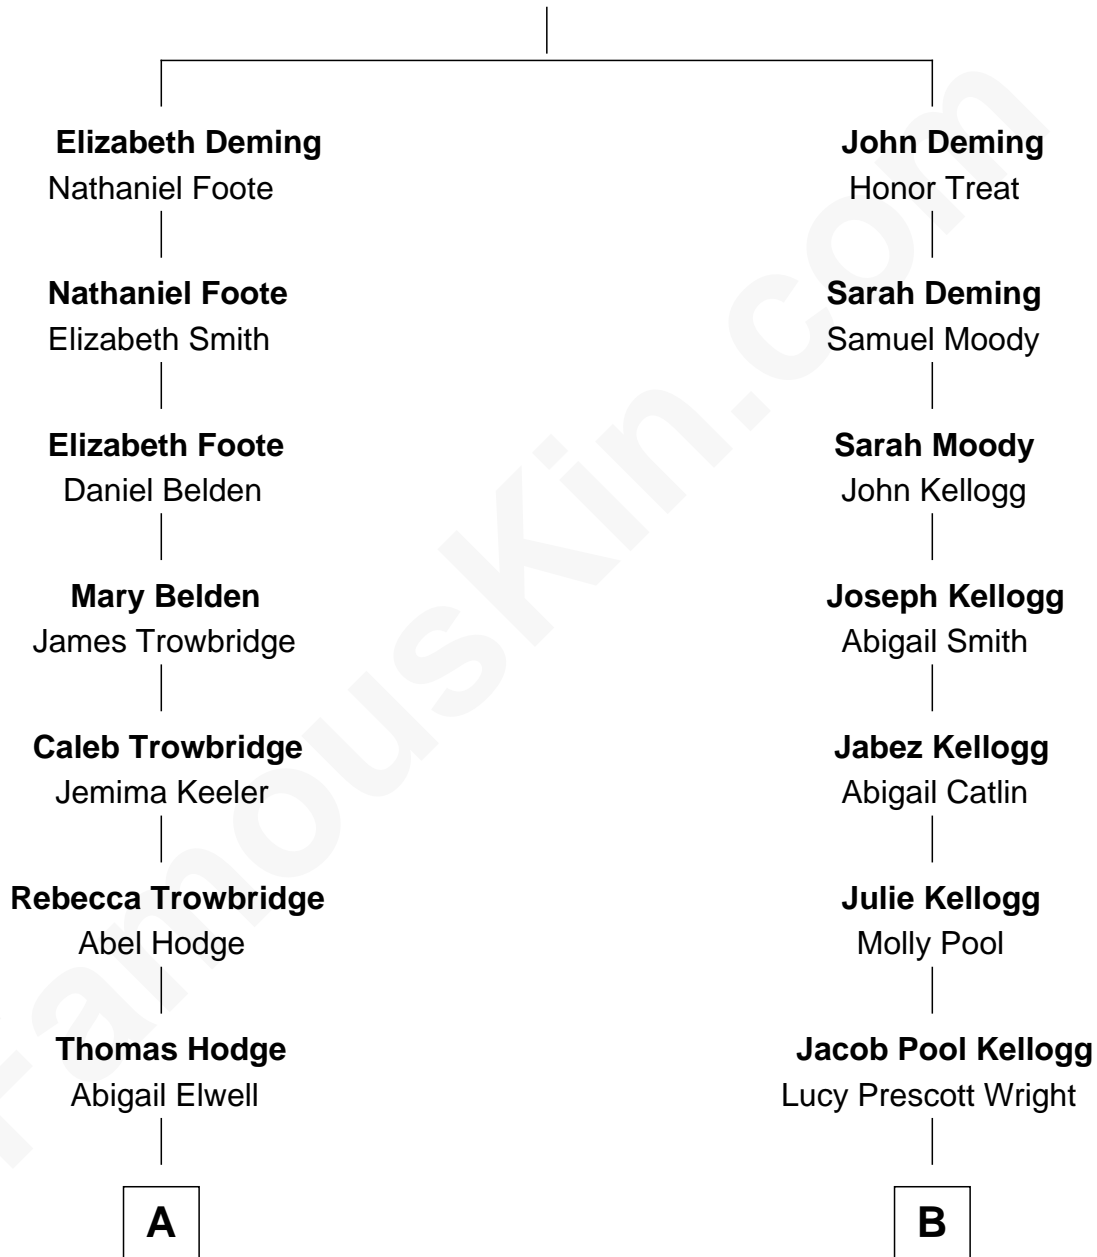 Elizabeth Deming
Nathaniel Foote
Nathaniel Foote
Elizabeth Smith
Elizabeth Foote
Daniel Belden
Mary Belden
James Trowbridge
Caleb Trowbridge
Jemima Keeler
Rebecca Trowbridge
Abel Hodge
Thomas Hodge
Abigail Elwell
A
John Deming
Honor Treat
Sarah Deming
Samuel Moody
Sarah Moody
John Kellogg
Joseph Kellogg
Abigail Smith
Jabez Kellogg
Abigail Catlin
Julie Kellogg
Molly Pool
Jacob Pool Kellogg
Lucy Prescott Wright
B
FamousKin.com